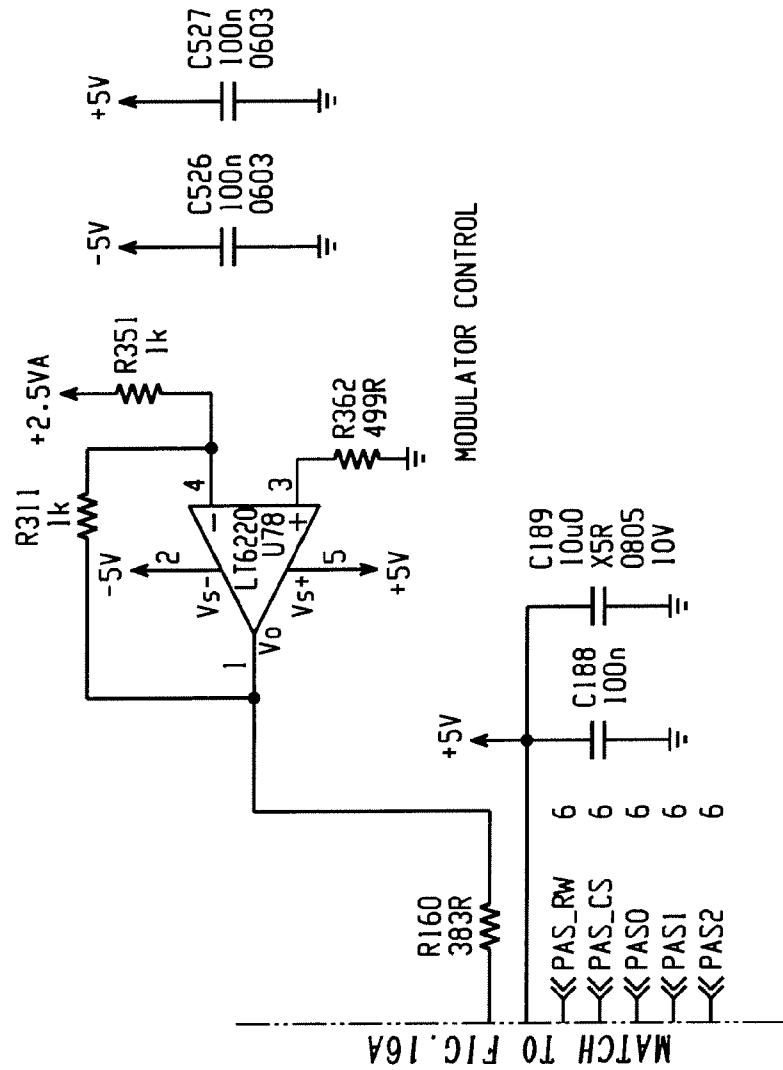 +5V
C527
100n
0603
-5V
C526
100n
0603
+2.5VA
R351
1k
R311
1k
4
3
-5V
2
Vs-
LT6220
U78
-
+
Vs+
5
+5V
1
Vo
R362
499R
MODULATOR CONTROL
R160
383R
+5V
C188
100n
C189
10u0
X5R
0805
10V
PAS_RW 6
PAS_CS 6
PAS0 6
PAS1 6
PAS2 6
MATCH TO FIG.16A